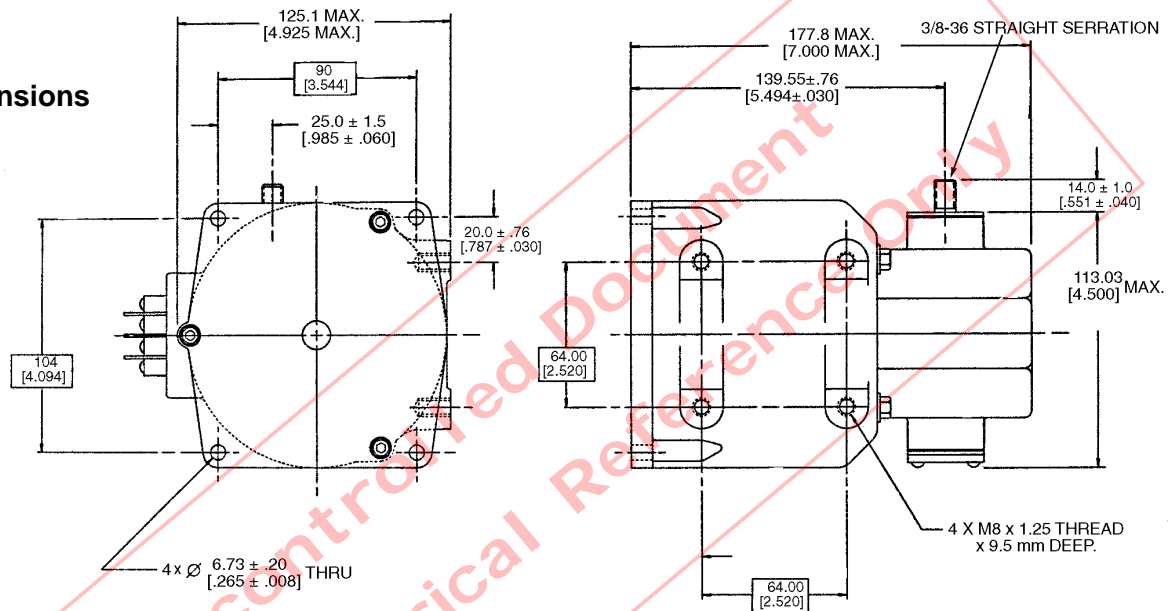 nsions
125.1 MAX.
[4.925 MAX.]
90
[3.544]
25.0 ± 1.5
[.985 ± .060]
20.0 ± .76
[.787 ± .030]
104
[4.094]
4 x Ø 6.73 ± .20 THRU
[.265 ± .008]
177.8 MAX.
[7.000 MAX.]
3/8-36 STRAIGHT SERRATION
139.55±.76
[5.494±.030]
14.0 ± 1.0
[.551 ± .040]
113.03 MAX.
[4.500]
64.00
[2.520]
4 X M8 x 1.25 THREAD
x 9.5 mm DEEP.
64.00
[2.520]
controlled Document
sical Reference Only